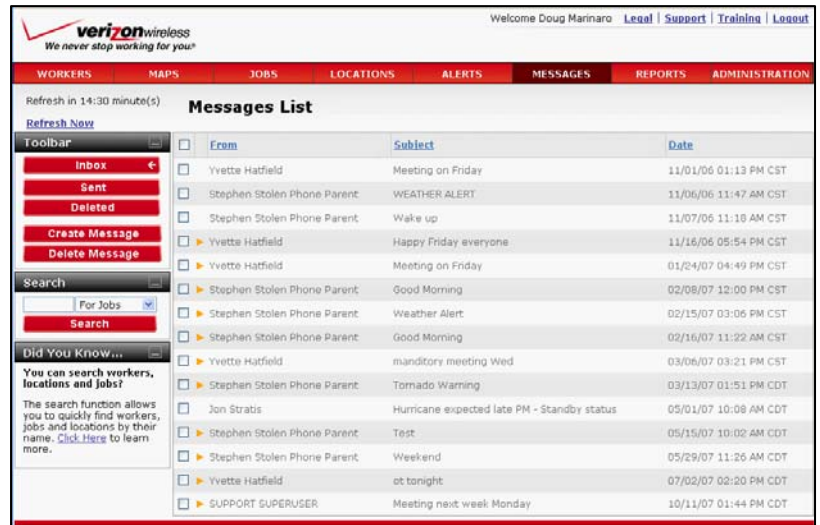 Welcome Doug Marinaro Legal | Support | Training | Logout
verizonwireless
We never stop working for you.®
WORKERS MAPS JOBS LOCATIONS ALERTS MESSAGES REPORTS ADMINISTRATION
Refresh in 14:30 minute(s)
Refresh Now
Messages List
Toolbar
Inbox
Sent
Deleted
Create Message
Delete Message
Search
For Jobs
Search
Did You Know...
You can search workers,
locations and jobs?
The search function allows
you to quickly find workers,
jobs and locations by their
name. Click Here to learn
more.
From Subject Date
Yvette Hatfield Meeting on Friday 11/01/06 01:13 PM CST
Stephen Stolen Phone Parent WEATHER ALERT 11/06/06 11:47 AM CST
Stephen Stolen Phone Parent Wake up 11/07/06 11:18 AM CST
Yvette Hatfield Happy Friday everyone 11/16/06 05:54 PM CST
Yvette Hatfield Meeting on Friday 01/24/07 04:49 PM CST
Stephen Stolen Phone Parent Good Morning 02/08/07 12:00 PM CST
Stephen Stolen Phone Parent Weather Alert 02/15/07 03:06 PM CST
Stephen Stolen Phone Parent Good Morning 02/16/07 11:22 AM CST
Yvette Hatfield manditory meeting Wed 03/06/07 03:21 PM CST
Stephen Stolen Phone Parent Tornado Warning 03/13/07 01:51 PM CDT
Jon Stratis Hurricane expected late PM - Standby status 05/01/07 10:08 AM CDT
Stephen Stolen Phone Parent Test 05/15/07 10:02 AM CDT
Stephen Stolen Phone Parent Weekend 05/29/07 11:26 AM CDT
Yvette Hatfield ot tonight 07/02/07 02:20 PM CDT
SUPPORT SUPERUSER Meeting next week Monday 10/11/07 01:44 PM CDT